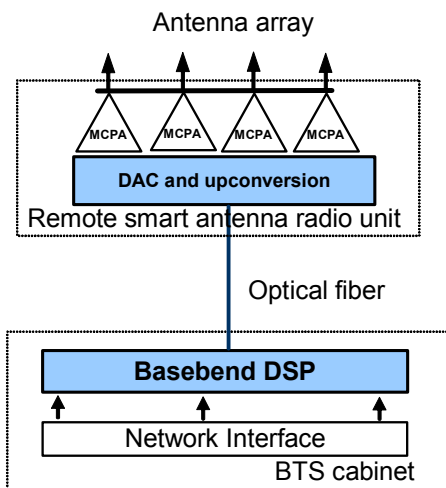 Antenna array
MCPA MCPA MCPA MCPA
DAC and upconversion
Remote smart antenna radio unit
Optical fiber
Basebend DSP
Network Interface
BTS cabinet